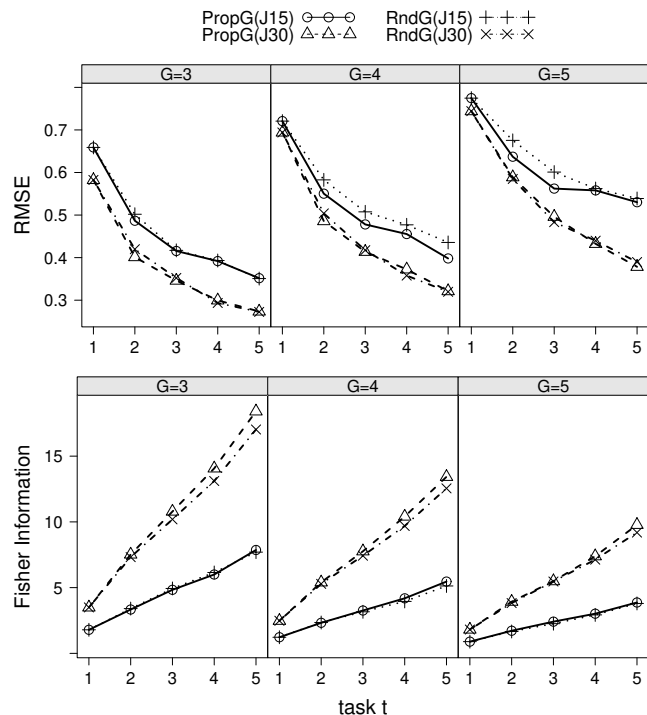 PropG(J15) RndG(J15)
PropG(J30) RndG(J30)
G=3 G=4 G=5
0.7
0.6
0.5
0.4
0.3
RMSE
1 2 3 4 5 1 2 3 4 5 1 2 3 4 5
G=3 G=4 G=5
15
10
5
Fisher Information
1 2 3 4 5 1 2 3 4 5 1 2 3 4 5
task t